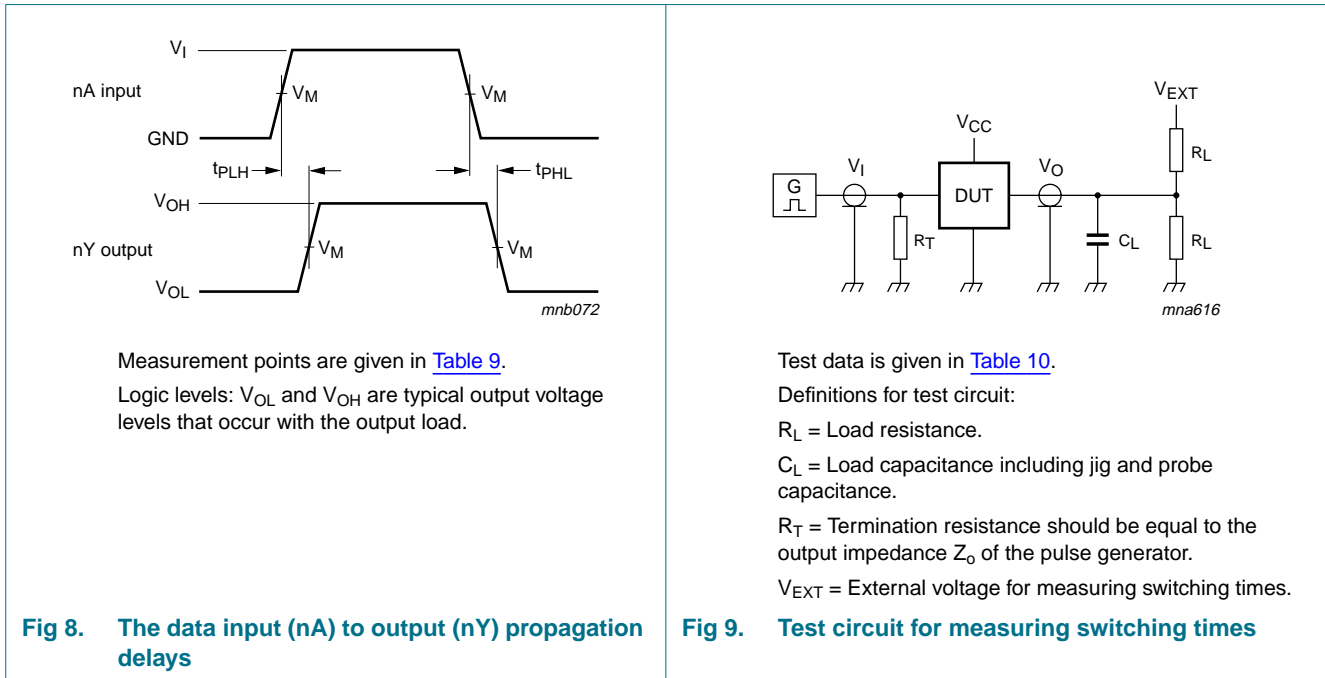 V_I
nA input
V_M
V_M
GND
t_PLH
t_PHL
V_OH
nY output
V_M
V_M
V_OL
mnb072
Measurement points are given in Table 9.
Logic levels: V_OL and V_OH are typical output voltage
levels that occur with the output load.
Fig 8. The data input (nA) to output (nY) propagation
delays
V_EXT
V_CC
R_L
V_I
V_O
G
DUT
R_T
C_L
R_L
mna616
Test data is given in Table 10.
Definitions for test circuit:
R_L = Load resistance.
C_L = Load capacitance including jig and probe
capacitance.
R_T = Termination resistance should be equal to the
output impedance Z_o of the pulse generator.
V_EXT = External voltage for measuring switching times.
Fig 9. Test circuit for measuring switching times